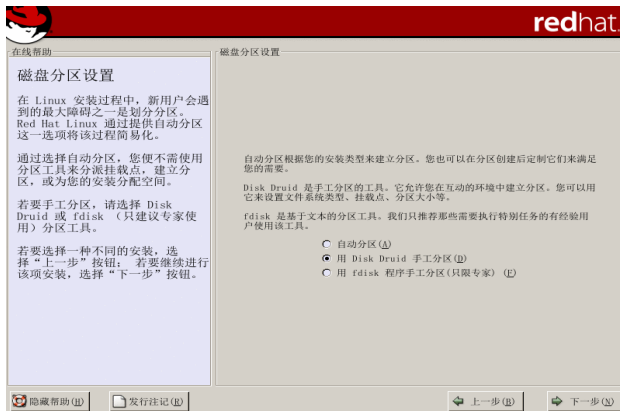 redhat.
在线帮助
磁盘分区设置
在 Linux 安装过程中，新用户会遇
到的最大障碍之一是划分分区。
Red Hat Linux 通过提供自动分区
这一选项将该过程简易化。
通过选择自动分区，您便不需使用
分区工具来分派挂载点，建立分
区，或为您的安装分配空间。
若要手工分区，请选择 Disk
Druid 或 fdisk （只建议专家使
用）分区工具。
若要选择一种不同的安装，选
择“上一步”按钮； 若要继续进行
该项安装，选择“下一步”按钮。
磁盘分区设置
自动分区根据您的安装类型来建立分区。您也可以在分区创建后定制它们来满足
您的需要。
Disk Druid 是手工分区的工具。它允许您在互动的环境中建立分区。您可以用
它来设置文件系统类型、挂载点、分区大小等。
fdisk 是基于文本的分区工具。我们只推荐那些需要执行特别任务的有经验用
户使用该工具。
自动分区(A)
用 Disk Druid 手工分区(D)
用 fdisk 程序手工分区(只限专家) (F)
隐藏帮助(H)
发行注记(R)
上一步(B)
下一步(N)